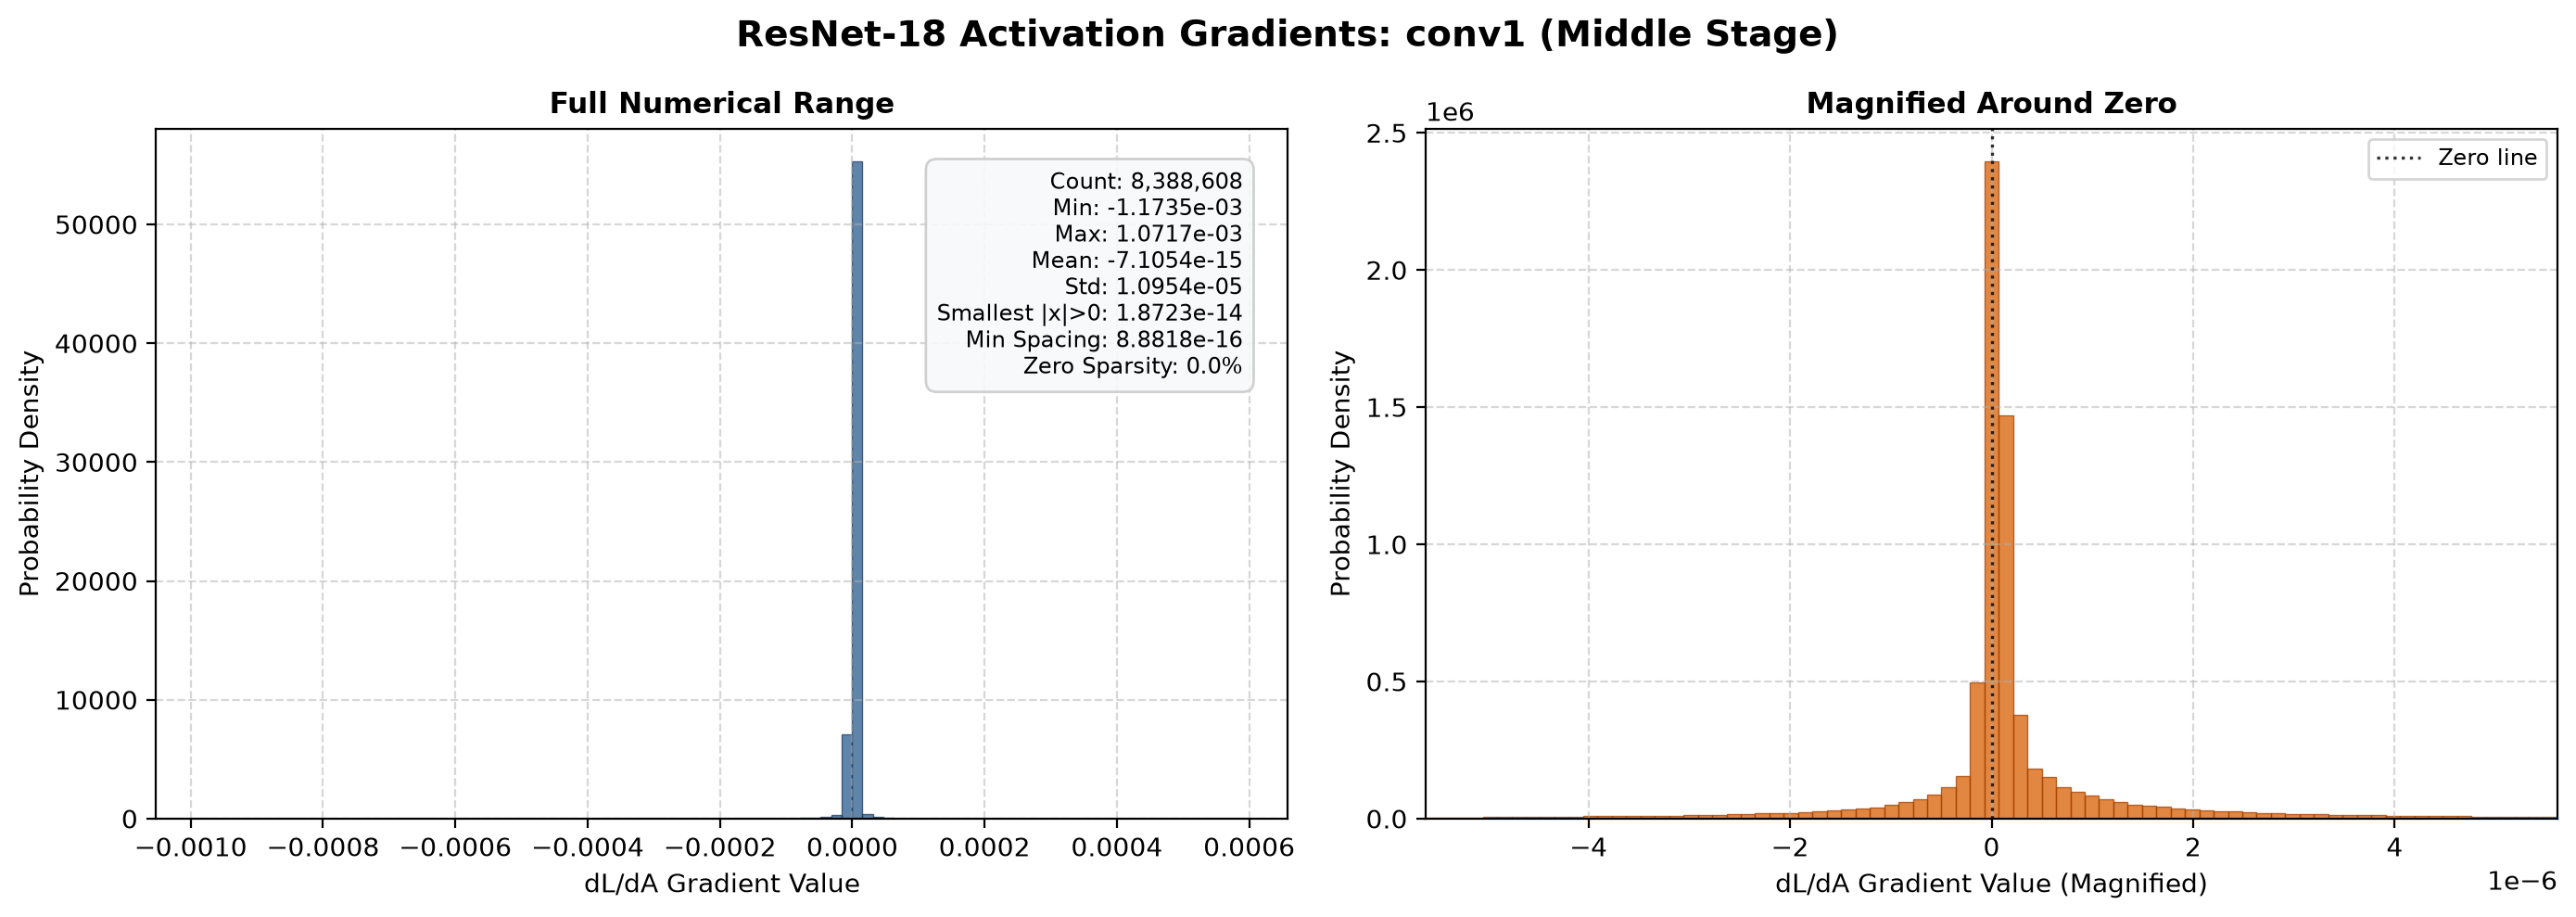 ResNet-18 Activation Gradients: conv1 (Middle Stage)
Full Numerical Range
Probability Density
50000
40000
30000
20000
10000
0
Count: 8,388,608
Min: -1.1735e-03
Max: 1.0717e-03
Mean: -7.1054e-15
Std: 1.0954e-05
Smallest |x|>0: 1.8723e-14
Min Spacing: 8.8818e-16
Zero Sparsity: 0.0%
−0.0010 −0.0008 −0.0006 −0.0004 −0.0002 0.0000 0.0002 0.0004 0.0006
dL/dA Gradient Value
Magnified Around Zero
1e6
Probability Density
2.5
2.0
1.5
1.0
0.5
0.0
Zero line
−4 −2 0 2 4
1e−6
dL/dA Gradient Value (Magnified)